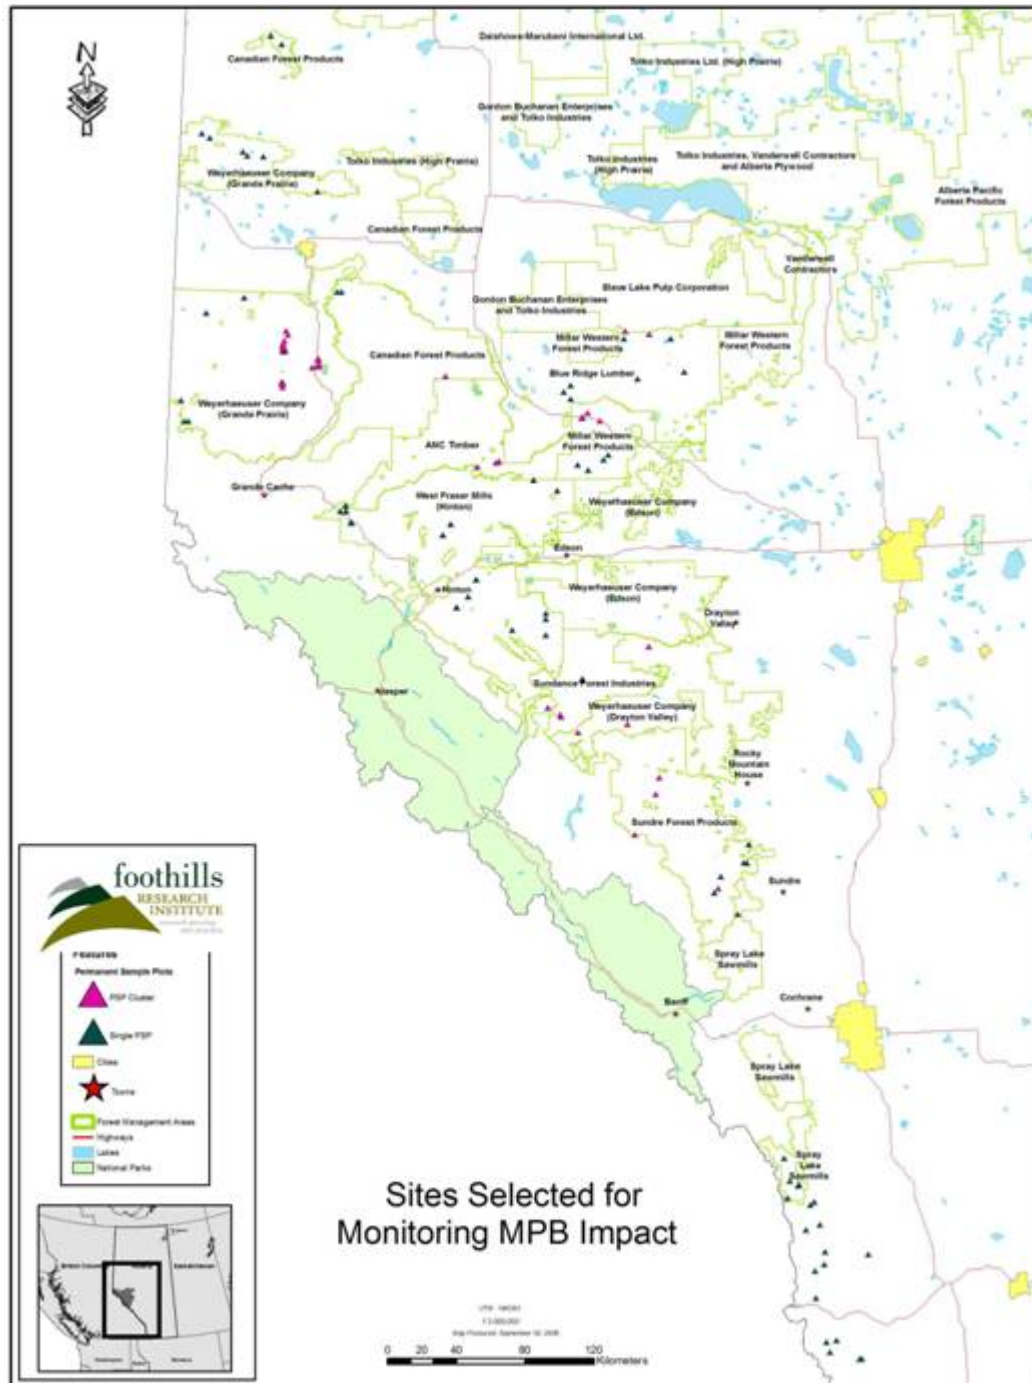 N
Daishowa-Marubeni International Ltd.
Canadian Forest Products
Tolko Industries Ltd. (High Prairie)
Gordon Buchanan Enterprises
and Tolko Industries
Tolko Industries (High Prairie)
Tolko Industries
(High Prairie)
Tolko Industries, Vanderwell Contractors
and Alberta Plywood
Weyerhaeuser Company
(Grande Prairie)
Alberta Pacific
Forest Products
Canadian Forest Products
Vanderwell
Contractors
Slave Lake Pulp Corporation
Gordon Buchanan Enterprises
and Tolko Industries
Millar Western
Forest Products
Millar Western
Forest Products
Canadian Forest Products
Blue Ridge Lumber
Weyerhaeuser Company
(Grande Prairie)
ANC Timber
Millar Western
Forest Products
Grande Cache
West Fraser Mills
(Hinton)
Weyerhaeuser Company
(Edson)
Edson
Hinton
Weyerhaeuser Company
(Edson)
Drayton
Valley
Jasper
Sundance Forest Industries
Weyerhaeuser Company
(Drayton Valley)
Rocky
Mountain
House
Sundre Forest Products
Sundre
Spray Lake
Sawmills
Banff
Cochrane
Spray Lake
Sawmills
Spray
Lake
Sawmills
foothills
RESEARCH
INSTITUTE
Features
Permanent Sample Plots
PSP Cluster
Single PSP
Cities
Towns
Forest Management Areas
Highways
Lakes
National Parks
Sites Selected for
Monitoring MPB Impact
0 20 40 80 120
Kilometers